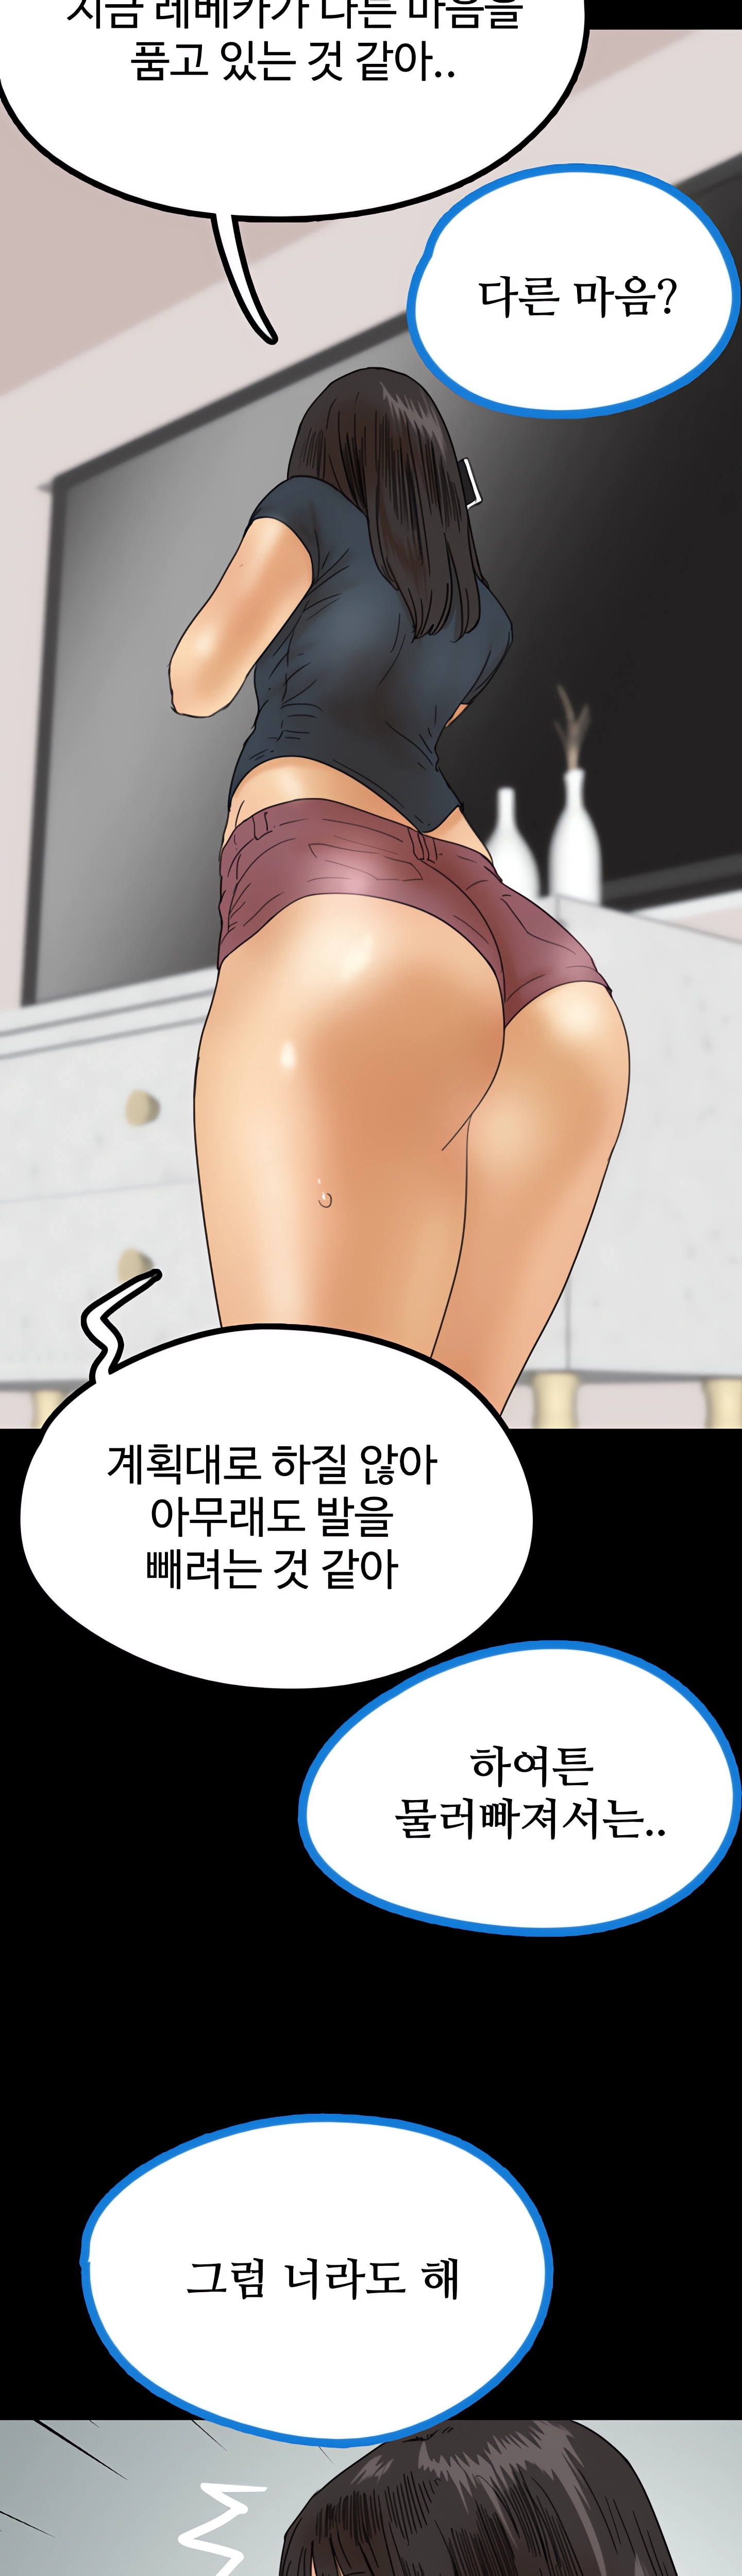 지금 레베카가 다른 마음을
품고 있는 것 같아..
다른 마음?
계획대로 하질 않아
아무래도 발을
빼려는 것 같아
하여튼
물러빠져서는..
그럼 너라도 해